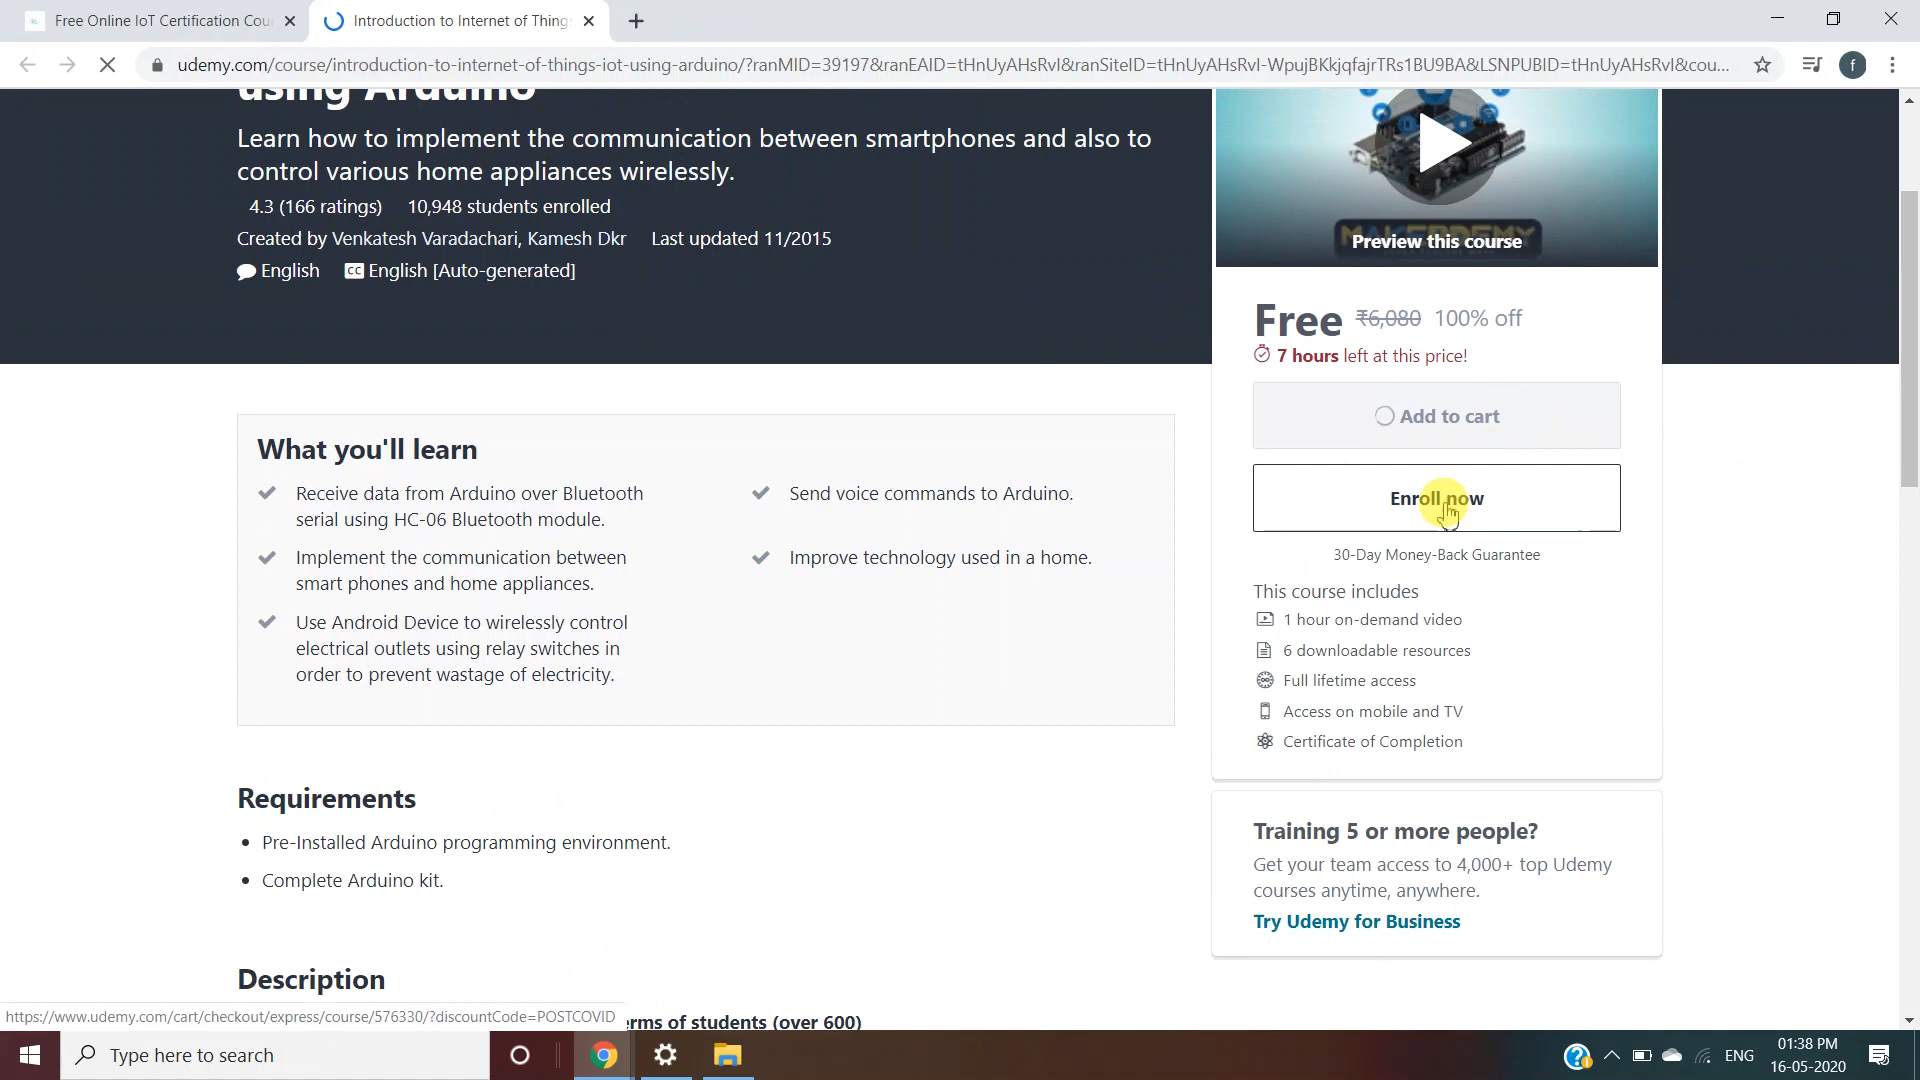 Free Online IoT Certification Cou
Introduction to Internet of Thing
udemy.com/course/introduction-to-internet-of-things-iot-using-arduino/?ranMID=39197&ranEAID=tHnUyAHsRvI&ranSiteID=tHnUyAHsRvI-WpujBKkjqfajrTRs1BU9BA&LSNPUBID=tHnUyAHsRvI&cou...
f
using Arduino
Learn how to implement the communication between smartphones and also to
control various home appliances wirelessly.
4.3 (166 ratings) 10,948 students enrolled
Created by Venkatesh Varadachari, Kamesh Dkr Last updated 11/2015
English CC English [Auto-generated]
MAKERDEMY
Preview this course
Free ₹6,080 100% off
7 hours left at this price!
Add to cart
Enroll now
30-Day Money-Back Guarantee
This course includes
1 hour on-demand video
6 downloadable resources
Full lifetime access
Access on mobile and TV
Certificate of Completion
Training 5 or more people?
Get your team access to 4,000+ top Udemy
courses anytime, anywhere.
Try Udemy for Business
What you'll learn
Receive data from Arduino over Bluetooth
serial using HC-06 Bluetooth module.
Send voice commands to Arduino.
Implement the communication between
smart phones and home appliances.
Improve technology used in a home.
Use Android Device to wirelessly control
electrical outlets using relay switches in
order to prevent wastage of electricity.
Requirements
Pre-Installed Arduino programming environment.
Complete Arduino kit.
Description
erms of students (over 600)
https://www.udemy.com/cart/checkout/express/course/576330/?discountCode=POSTCOVID
Type here to search
ENG
01:38 PM
16-05-2020